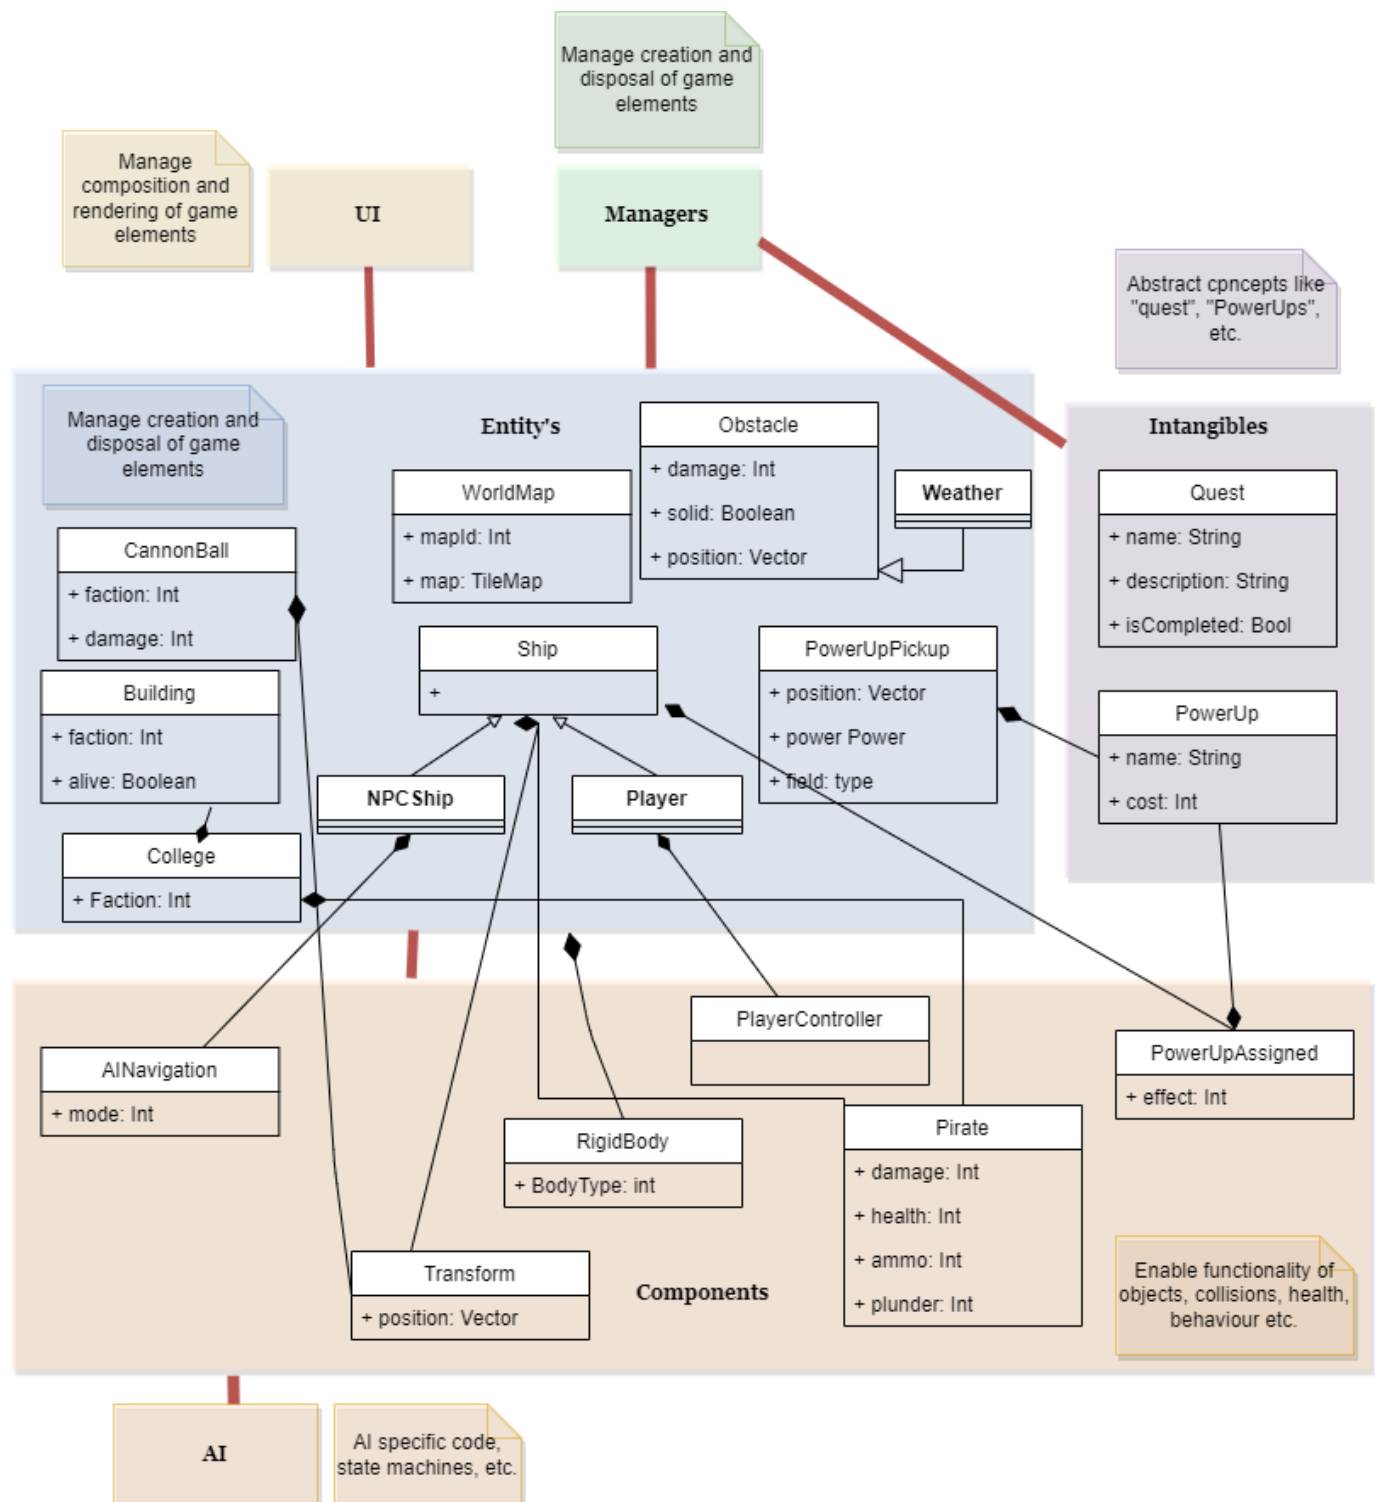 Manage creation and
disposal of game
elements
Manage
composition and
rendering of game
elements
UI
Managers
Abstract cpncepts like
"quest", "PowerUps",
etc.
Manage creation and
disposal of game
elements
Entity's
Obstacle
+ damage: Int
+ solid: Boolean
+ position: Vector
Weather
WorldMap
+ mapId: Int
+ map: TileMap
Intangibles
Quest
+ name: String
+ description: String
+ isCompleted: Bool
CannonBall
+ faction: Int
+ damage: Int
Ship
+
PowerUpPickup
+ position: Vector
+ power Power
+ field: type
PowerUp
+ name: String
+ cost: Int
Building
+ faction: Int
+ alive: Boolean
NPC Ship
Player
College
+ Faction: Int
PlayerController
AINavigation
+ mode: Int
PowerUpAssigned
+ effect: Int
RigidBody
+ BodyType: int
Pirate
+ damage: Int
+ health: Int
+ ammo: Int
+ plunder: Int
Transform
+ position: Vector
Components
Enable functionality of
objects, collisions, health,
behaviour etc.
AI
AI specific code,
state machines, etc.